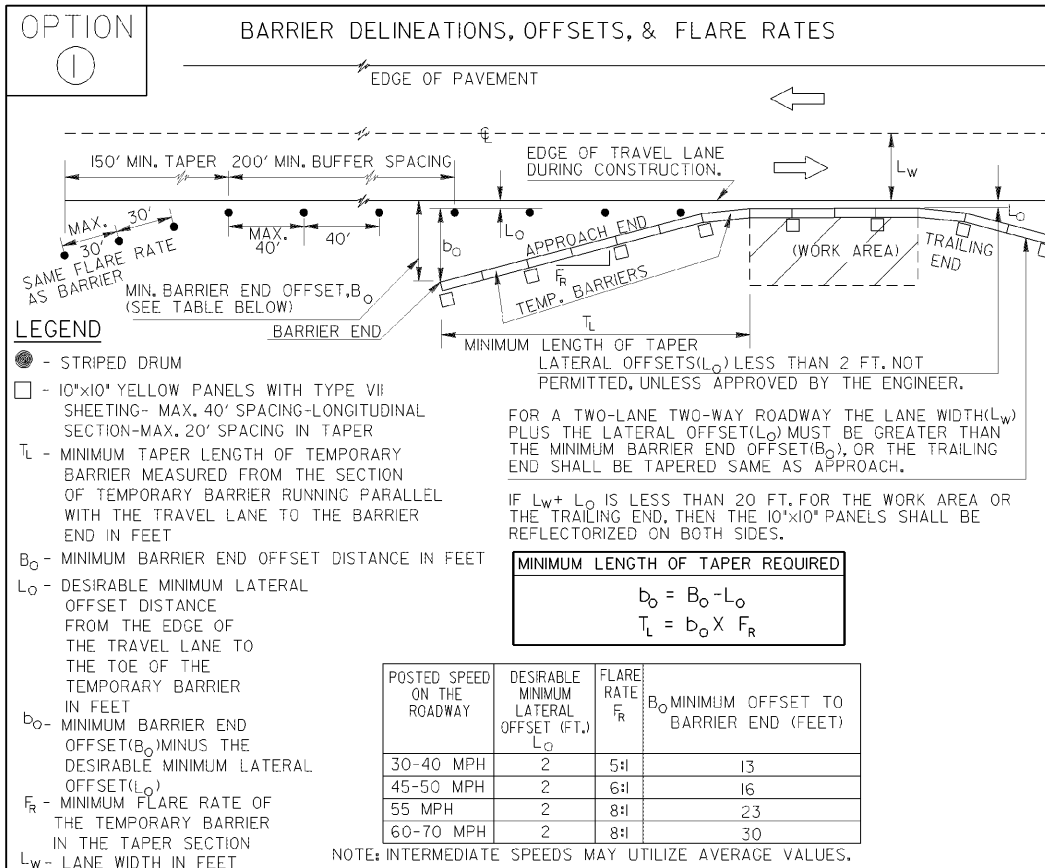 OPTION
1
BARRIER DELINEATIONS, OFFSETS, & FLARE RATES
EDGE OF PAVEMENT
℄
150' MIN. TAPER
200' MIN. BUFFER SPACING
EDGE OF TRAVEL LANE
DURING CONSTRUCTION.
LW
MAX.
30'
30'
SAME FLARE RATE
AS BARRIER
MAX.
40'
40'
bO
LO
APPROACH END
FR
TEMP. BARRIERS
(WORK AREA)
TRAILING
END
LO
MIN. BARRIER END OFFSET, BO
(SEE TABLE BELOW)
BARRIER END
TL
MINIMUM LENGTH OF TAPER
LATERAL OFFSETS(LO) LESS THAN 2 FT. NOT
PERMITTED, UNLESS APPROVED BY THE ENGINEER.
FOR A TWO-LANE TWO-WAY ROADWAY THE LANE WIDTH(LW)
PLUS THE LATERAL OFFSET(LO) MUST BE GREATER THAN
THE MINIMUM BARRIER END OFFSET(BO), OR THE TRAILING
END SHALL BE TAPERED SAME AS APPROACH.
IF LW+ LO IS LESS THAN 20 FT. FOR THE WORK AREA OR
THE TRAILING END, THEN THE 10"x10" PANELS SHALL BE
REFLECTORIZED ON BOTH SIDES.
LEGEND
- STRIPED DRUM
- 10"x10" YELLOW PANELS WITH TYPE VII
SHEETING- MAX. 40' SPACING-LONGITUDINAL
SECTION-MAX. 20' SPACING IN TAPER
TL - MINIMUM TAPER LENGTH OF TEMPORARY
BARRIER MEASURED FROM THE SECTION
OF TEMPORARY BARRIER RUNNING PARALLEL
WITH THE TRAVEL LANE TO THE BARRIER
END IN FEET
BO - MINIMUM BARRIER END OFFSET DISTANCE IN FEET
LO - DESIRABLE MINIMUM LATERAL
OFFSET DISTANCE
FROM THE EDGE OF
THE TRAVEL LANE TO
THE TOE OF THE
TEMPORARY BARRIER
IN FEET
bO - MINIMUM BARRIER END
OFFSET(BO)MINUS THE
DESIRABLE MINIMUM LATERAL
OFFSET(LO)
FR - MINIMUM FLARE RATE OF
THE TEMPORARY BARRIER
IN THE TAPER SECTION
LW - LANE WIDTH IN FEET
MINIMUM LENGTH OF TAPER REQUIRED
bO = BO -LO
TL = bO X FR
POSTED SPEED
ON THE
ROADWAY
DESIRABLE
MINIMUM
LATERAL
OFFSET (FT.)
LO
FLARE
RATE
FR
BO MINIMUM OFFSET TO
BARRIER END (FEET)
30-40 MPH 2 5:1 13
45-50 MPH 2 6:1 16
55 MPH 2 8:1 23
60-70 MPH 2 8:1 30
NOTE: INTERMEDIATE SPEEDS MAY UTILIZE AVERAGE VALUES.